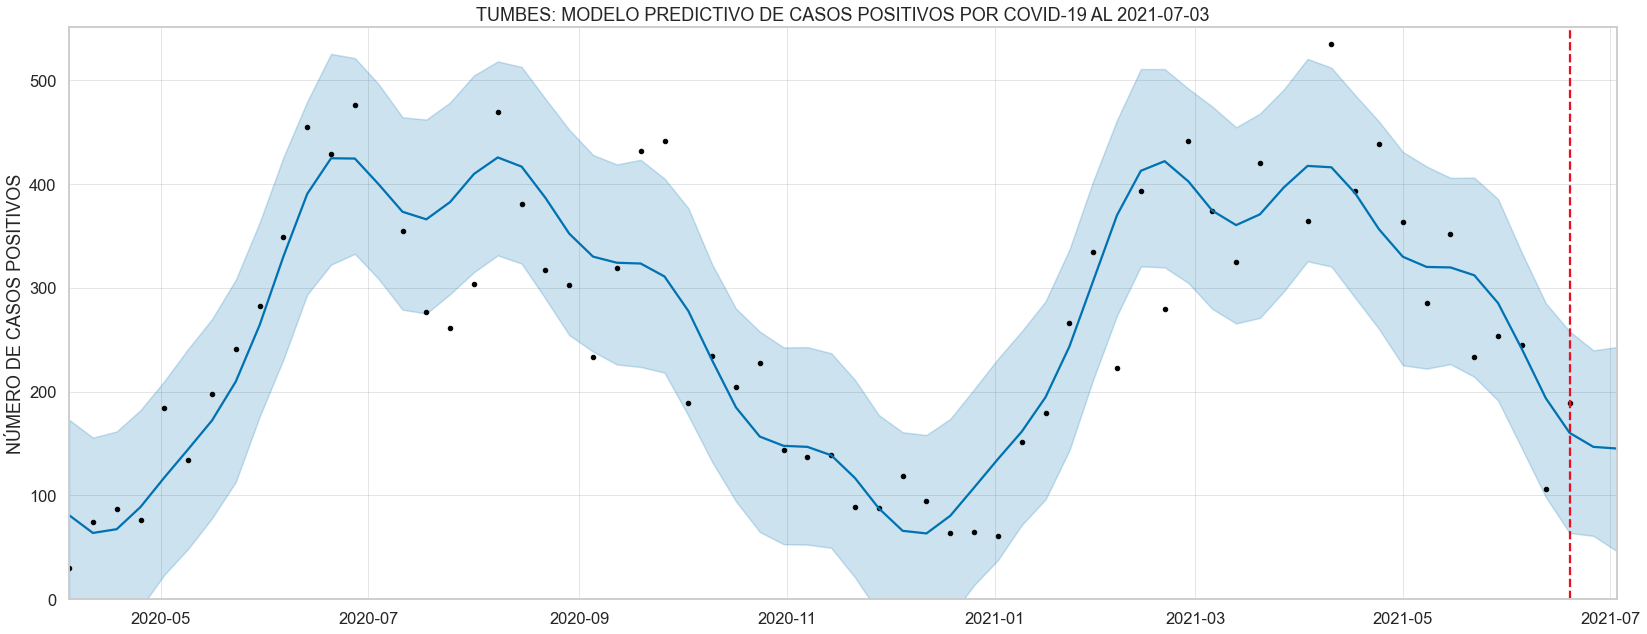 TUMBES: MODELO PREDICTIVO DE CASOS POSITIVOS POR COVID-19 AL 2021-07-03
NÚMERO DE CASOS POSITIVOS
500
400
300
200
100
0
2020-05 2020-07 2020-09 2020-11 2021-01 2021-03 2021-05 2021-07